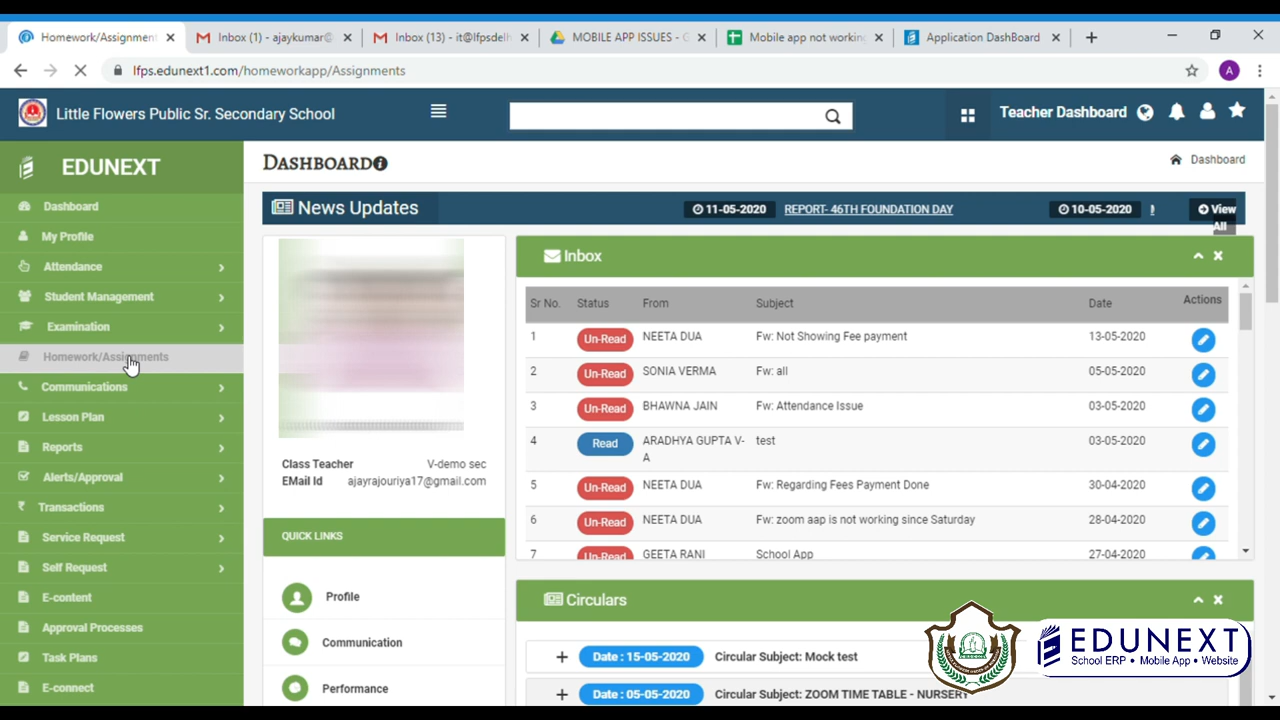 Homework/Assignment
Inbox (1) - ajaykumar@
Inbox (13) - it@lfpsdelh
MOBILE APP ISSUES - G
Mobile app not working
Application DashBoard
lfps.edunext1.com/homeworkapp/Assignments
A
Little Flowers Public Sr. Secondary School
Teacher Dashboard
EDUNEXT
DASHBOARD
Dashboard
News Updates
11-05-2020
REPORT- 46TH FOUNDATION DAY
10-05-2020
View
All
Dashboard
My Profile
Attendance
Student Management
Examination
Homework/Assignments
Communications
Lesson Plan
Reports
Alerts/Approval
Transactions
Service Request
Self Request
E-content
Approval Processes
Task Plans
E-connect
Class Teacher V-demo sec
EMail Id ajayrajouriya17@gmail.com
QUICK LINKS
Profile
Communication
Performance
Inbox
Sr No. Status From Subject Date Actions
1 Un-Read NEETA DUA Fw: Not Showing Fee payment 13-05-2020
2 Un-Read SONIA VERMA Fw: all 05-05-2020
3 Un-Read BHAWNA JAIN Fw: Attendance Issue 03-05-2020
4 Read ARADHYA GUPTA V- test 03-05-2020
A
5 Un-Read NEETA DUA Fw: Regarding Fees Payment Done 30-04-2020
6 Un-Read NEETA DUA Fw: zoom aap is not working since Saturday 28-04-2020
7 Un-Read GEETA RANI School App 27-04-2020
Circulars
Date : 15-05-2020 Circular Subject: Mock test
Date : 05-05-2020 Circular Subject: ZOOM TIME TABLE - NURSERY
EDUNEXT
School ERP • Mobile App • Website